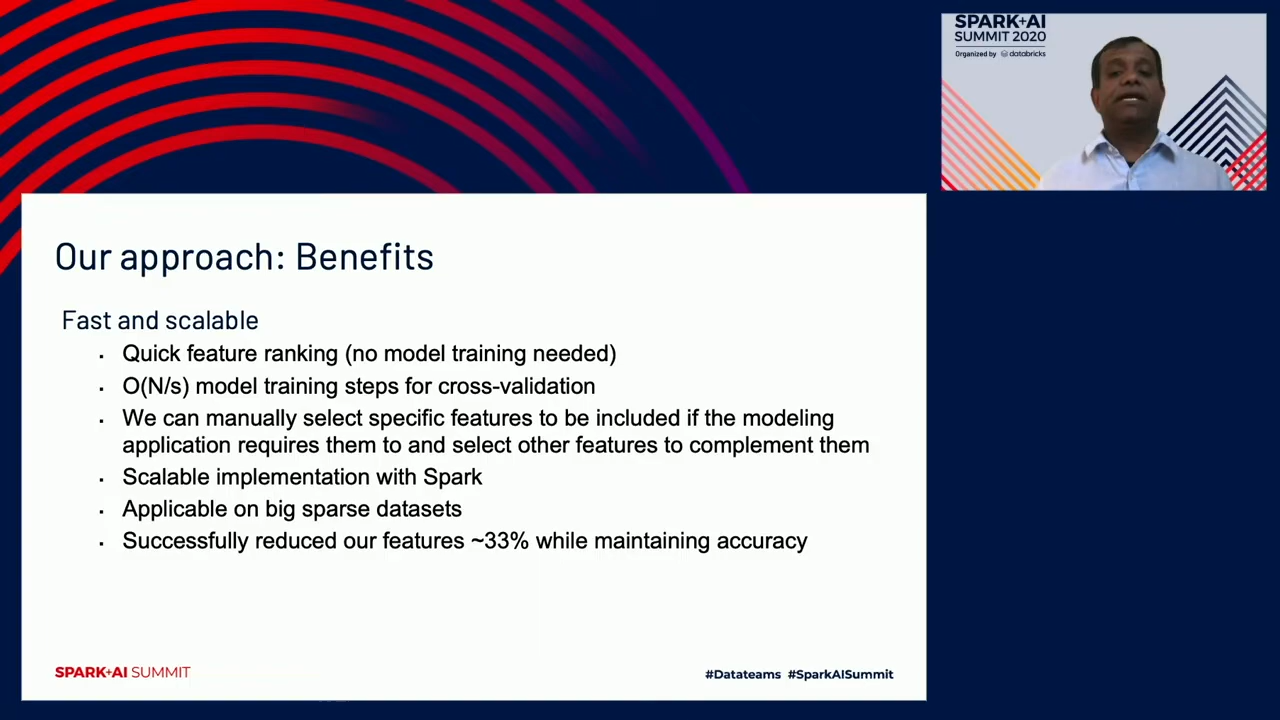 SPARK+AI
SUMMIT 2020
Organized by databricks
Our approach: Benefits
Fast and scalable
▪ Quick feature ranking (no model training needed)
▪ O(N/s) model training steps for cross-validation
▪ We can manually select specific features to be included if the modeling
application requires them to and select other features to complement them
▪ Scalable implementation with Spark
▪ Applicable on big sparse datasets
▪ Successfully reduced our features ~33% while maintaining accuracy
SPARK+AI SUMMIT
#Datateams #SparkAISummit